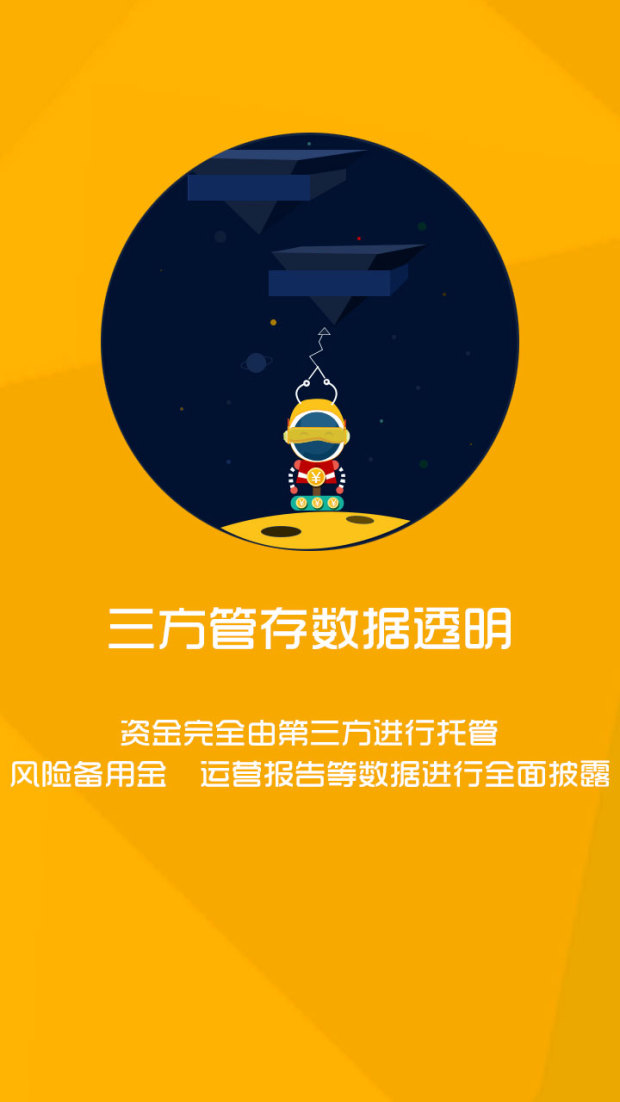 三方管存数据透明
资金完全由第三方进行托管
风险备用金　运营报告等数据进行全面披露